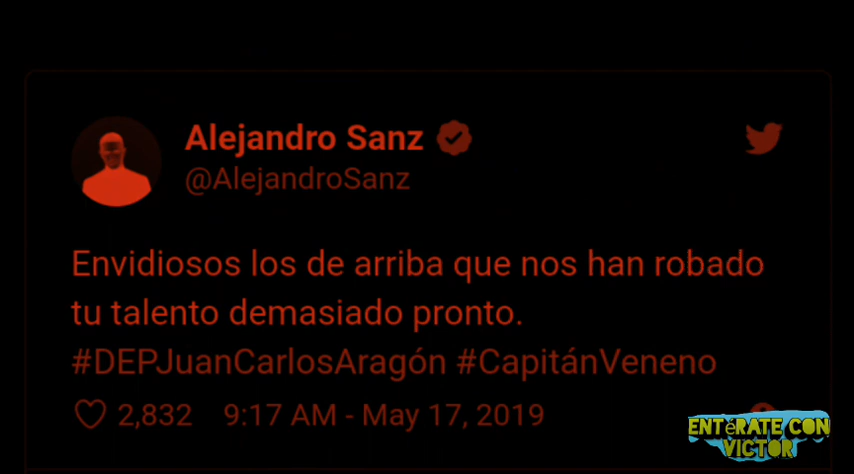 Alejandro Sanz
@AlejandroSanz
Envidiosos los de arriba que nos han robado
tu talento demasiado pronto.
#DEPJuanCarlosAragón #CapitánVeneno
2,832 9:17 AM - May 17, 2019
ENTéRATE CON
VICTOR